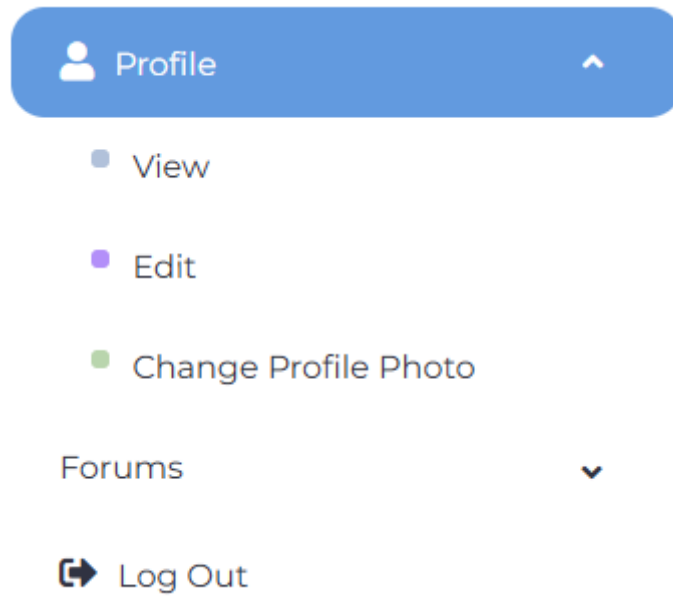 Profile
View
Edit
Change Profile Photo
Forums
Log Out